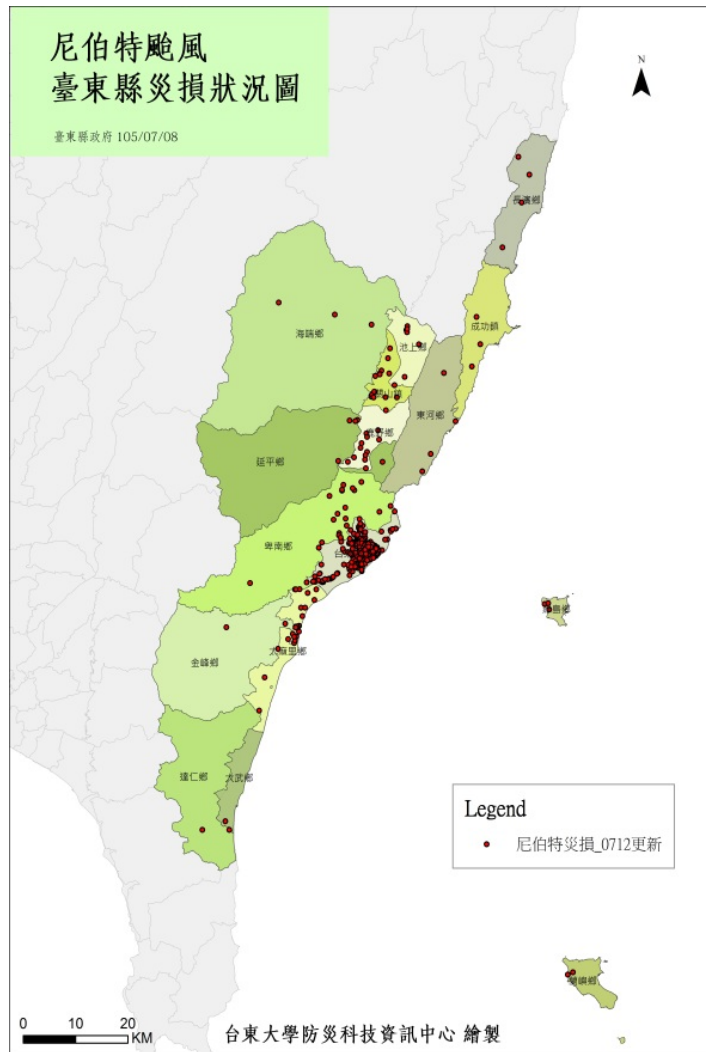 尼伯特颱風
臺東縣災損狀況圖
臺東縣政府 105/07/08
N
長濱鄉
成功鎮
海端鄉
池上鄉
東河鄉
延平鄉
卑南鄉
金峰鄉
太麻里鄉
達仁鄉
大武鄉
蘭嶼鄉
Legend
尼伯特災損_0712更新
0 10 20
KM
台東大學防災科技資訊中心 繪製